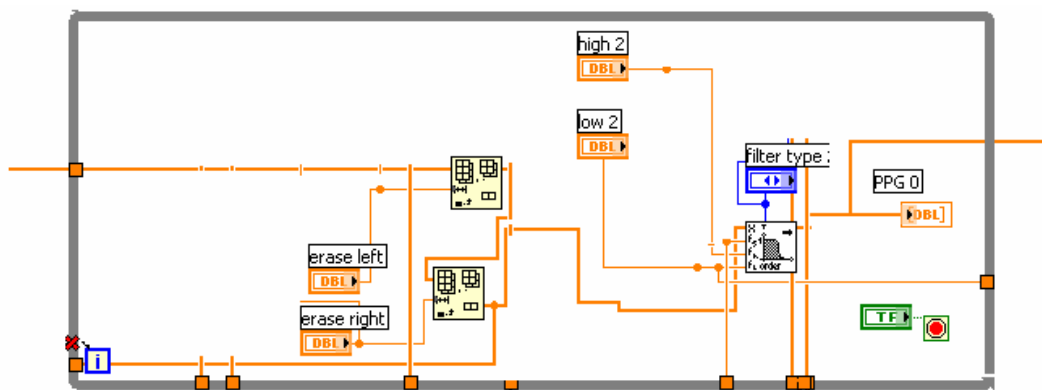 high 2
DBL
low 2
DBL
filter type
PPG 0
DBL]
erase left
DBL
erase right
DBL
order
TF
i